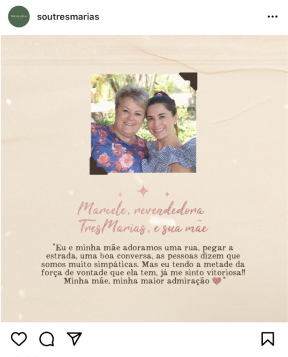 soutresmarias
Marcele, revendedora
TresMarias, e sua mãe
"Eu e minha mãe adoramos uma rua, pegar a
estrada, uma boa conversa, as pessoas dizem que
somos muito simpáticas. Mas eu tendo a metade da
força de vontade que ela tem, já me sinto vitoriosa!!
Minha mãe, minha maior admiração 💗"